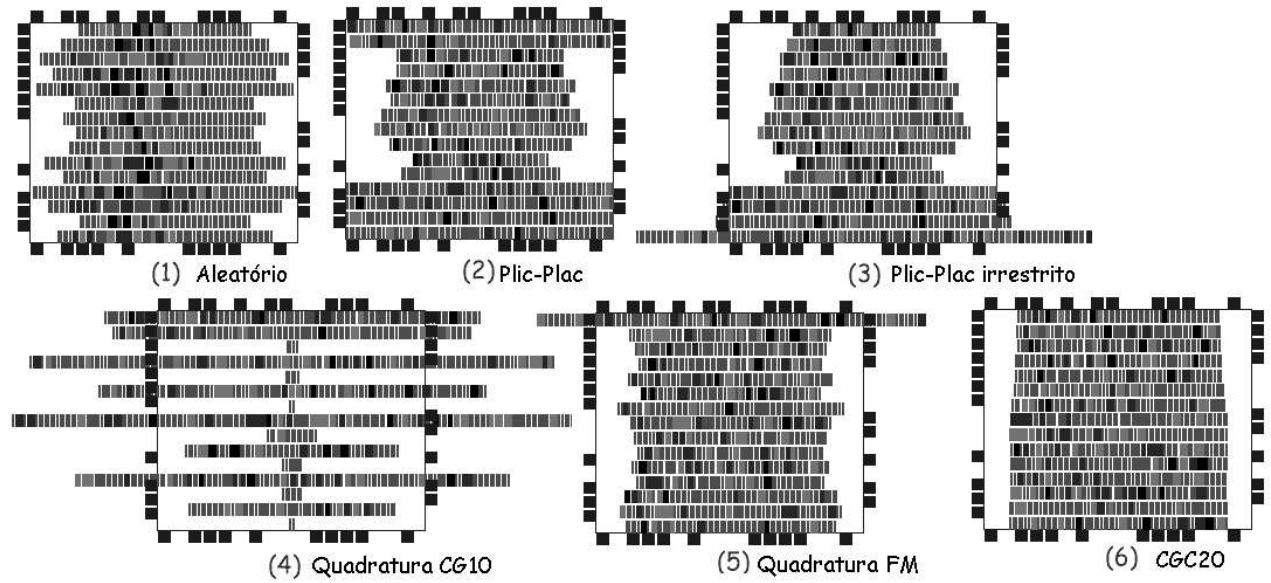 (1) Aleatório
(2) Plic-Plac
(3) Plic-Plac irrestrito
(4) Quadratura CG10
(5) Quadratura FM
(6) CGC20